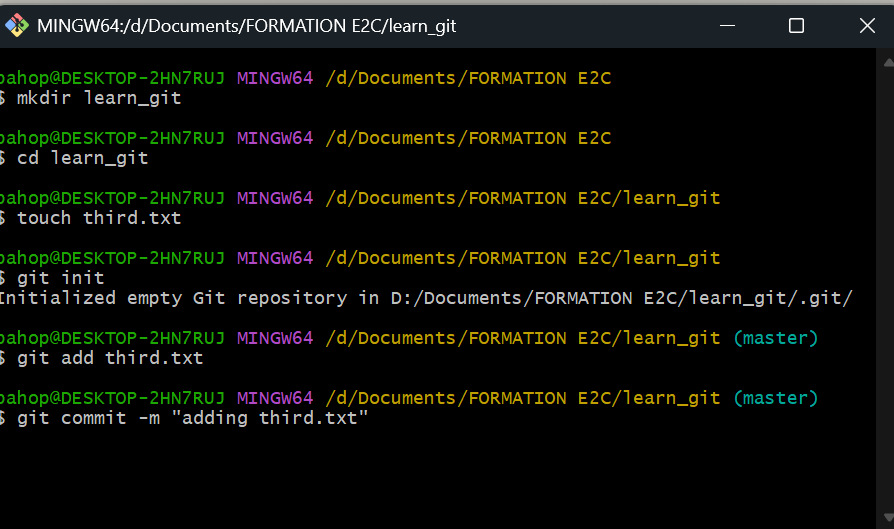 MINGW64:/d/Documents/FORMATION E2C/learn_git
pahop@DESKTOP-2HN7RUJ MINGW64 /d/Documents/FORMATION E2C
$ mkdir learn_git
pahop@DESKTOP-2HN7RUJ MINGW64 /d/Documents/FORMATION E2C
$ cd learn_git
pahop@DESKTOP-2HN7RUJ MINGW64 /d/Documents/FORMATION E2C/learn_git
$ touch third.txt
pahop@DESKTOP-2HN7RUJ MINGW64 /d/Documents/FORMATION E2C/learn_git
$ git init
Initialized empty Git repository in D:/Documents/FORMATION E2C/learn_git/.git/
pahop@DESKTOP-2HN7RUJ MINGW64 /d/Documents/FORMATION E2C/learn_git (master)
$ git add third.txt
pahop@DESKTOP-2HN7RUJ MINGW64 /d/Documents/FORMATION E2C/learn_git (master)
$ git commit -m "adding third.txt"